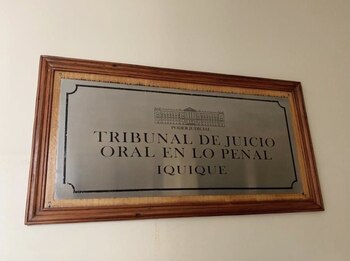 PODER JUDICIAL
TRIBUNAL DE JUICIO
ORAL EN LO PENAL
IQUIQUE